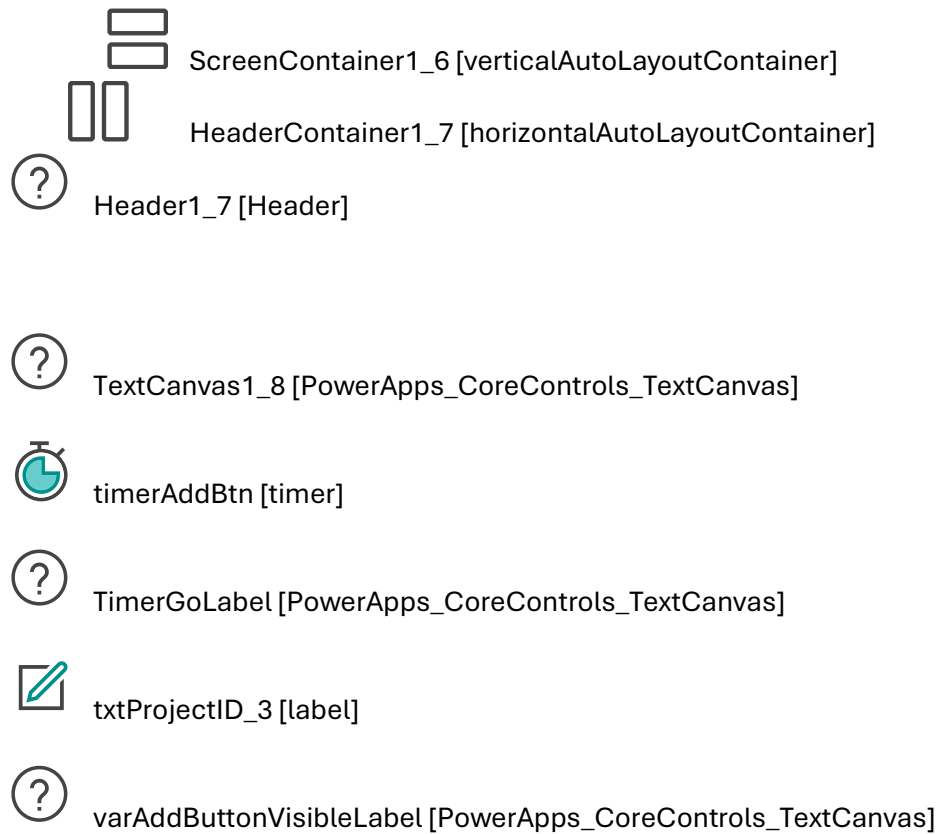 ScreenContainer1_6 [verticalAutoLayoutContainer]
HeaderContainer1_7 [horizontalAutoLayoutContainer]
Header1_7 [Header]
TextCanvas1_8 [PowerApps_CoreControls_TextCanvas]
timerAddBtn [timer]
TimerGoLabel [PowerApps_CoreControls_TextCanvas]
txtProjectID_3 [label]
varAddButtonVisibleLabel [PowerApps_CoreControls_TextCanvas]